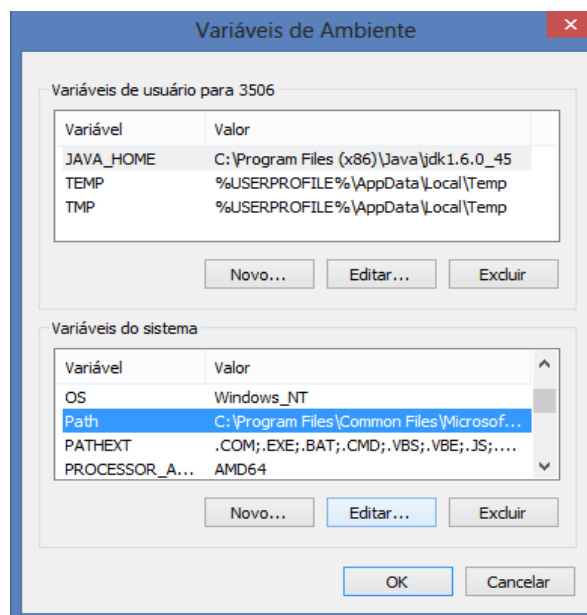 Variáveis de Ambiente
Variáveis de usuário para 3506
Variável Valor
JAVA_HOME C:\Program Files (x86)\Java\jdk1.6.0_45
TEMP %USERPROFILE%\AppData\Local\Temp
TMP %USERPROFILE%\AppData\Local\Temp
Novo... Editar... Excluir
Variáveis do sistema
Variável Valor
OS Windows_NT
Path C:\Program Files\Common Files\Microsof...
PATHEXT .COM;.EXE;.BAT;.CMD;.VBS;.VBE;.JS;....
PROCESSOR_A... AMD64
Novo... Editar... Excluir
OK Cancelar